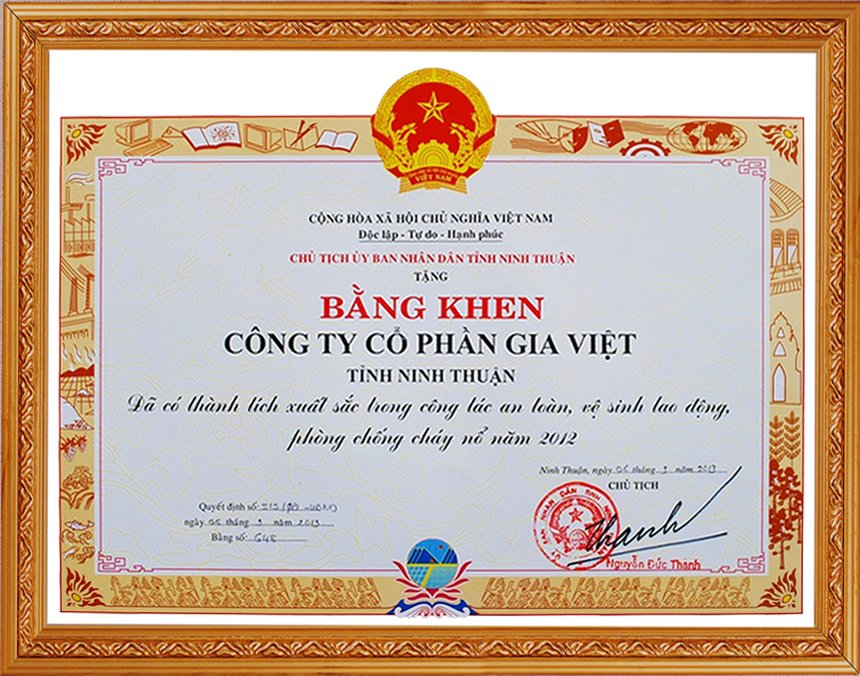 VIỆT NAM
CỘNG HÒA XÃ HỘI CHỦ NGHĨA VIỆT NAM
Độc lập - Tự do - Hạnh phúc
CHỦ TỊCH ỦY BAN NHÂN DÂN TỈNH NINH THUẬN
TẶNG
BẰNG KHEN
CÔNG TY CỔ PHẦN GIA VIỆT
TỈNH NINH THUẬN
Đã có thành tích xuất sắc trong công tác an toàn, vệ sinh lao động,
phòng chống cháy nổ năm 2012
Ninh Thuận, ngày 06 tháng 3 năm 2013
CHỦ TỊCH
Quyết định số:
ngày 06 tháng 3 năm 2013
Bằng số: 648
Thanh
Nguyễn Đức Thanh